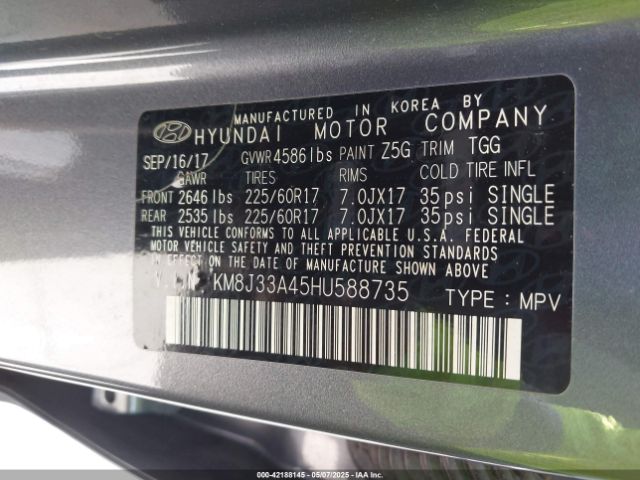 MANUFACTURED IN KOREA BY
HYUNDAI MOTOR COMPANY
SEP/16/17 GVWR 4586 lbs PAINT Z5G TRIM TGG
GAWR TIRES RIMS COLD TIRE INFL
FRONT 2646 lbs 225/60R17 7.0JX17 35 psi SINGLE
REAR 2535 lbs 225/60R17 7.0JX17 35 psi SINGLE
THIS VEHICLE CONFORMS TO ALL APPLICABLE U.S.A. FEDERAL
MOTOR VEHICLE SAFETY AND THEFT PREVENTION STANDARDS
IN EFFECT ON THE DATE OF MANUFACTURE SHOWN ABOVE
V.I.N: KM8J33A45HU588735 TYPE : MPV
000-42188145 - 05/07/2025 - IAA Inc.